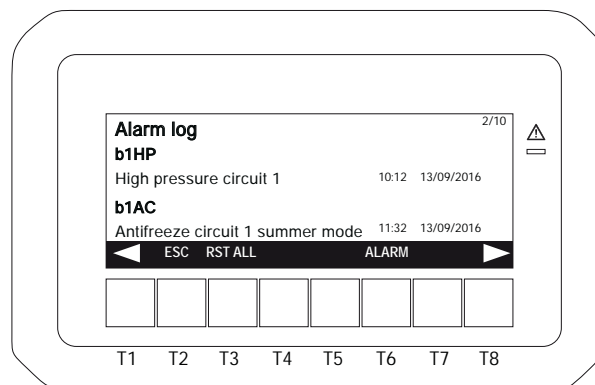 2/10
Alarm log
b1HP
High pressure circuit 1 10:12 13/09/2016
b1AC
Antifreeze circuit 1 summer mode 11:32 13/09/2016
ESC RST ALL ALARM
T1 T2 T3 T4 T5 T6 T7 T8